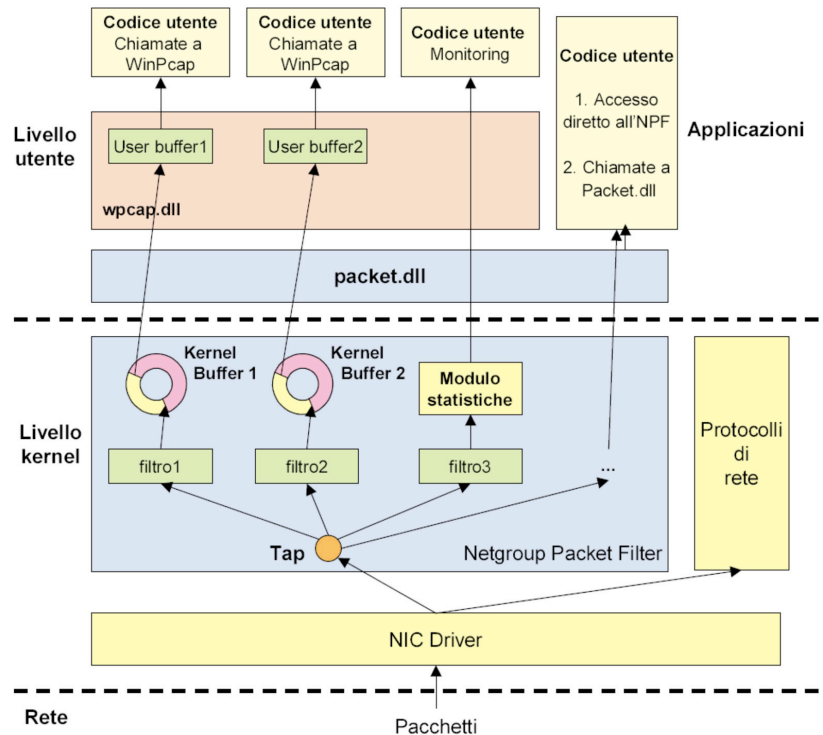 Codice utente
Chiamate a
WinPcap
Codice utente
Chiamate a
WinPcap
Codice utente
Monitoring
Codice utente
1. Accesso
diretto all'NPF
2. Chiamate a
Packet.dll
Applicazioni
Livello
utente
User buffer1
User buffer2
wpcap.dll
packet.dll
Livello
kernel
Kernel
Buffer 1
Kernel
Buffer 2
Modulo
statistiche
filtro1
filtro2
filtro3
...
Protocolli
di
rete
Tap
Netgroup Packet Filter
NIC Driver
Rete
Pacchetti